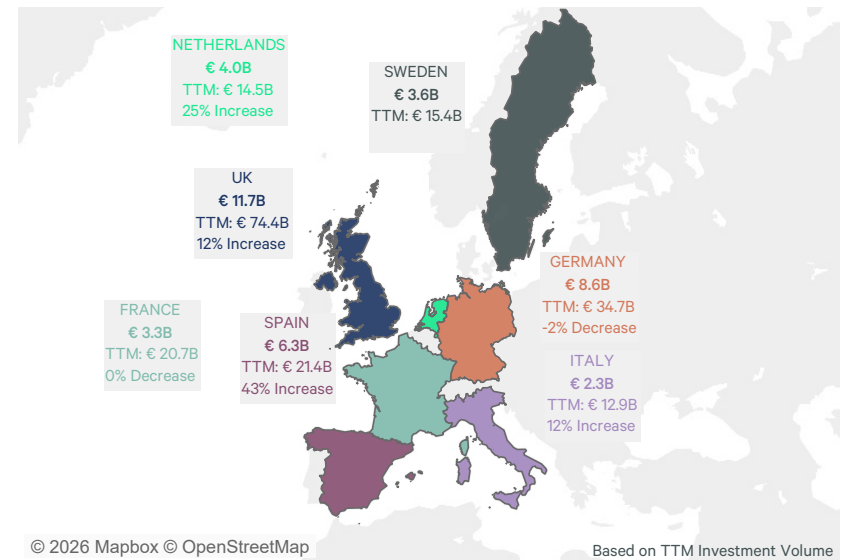 NETHERLANDS
€ 4.0B
TTM: € 14.5B
25% Increase
SWEDEN
€ 3.6B
TTM: € 15.4B
UK
€ 11.7B
TTM: € 74.4B
12% Increase
GERMANY
€ 8.6B
TTM: € 34.7B
-2% Decrease
FRANCE
€ 3.3B
TTM: € 20.7B
0% Decrease
SPAIN
€ 6.3B
TTM: € 21.4B
43% Increase
ITALY
€ 2.3B
TTM: € 12.9B
12% Increase
© 2026 Mapbox © OpenStreetMap
Based on TTM Investment Volume